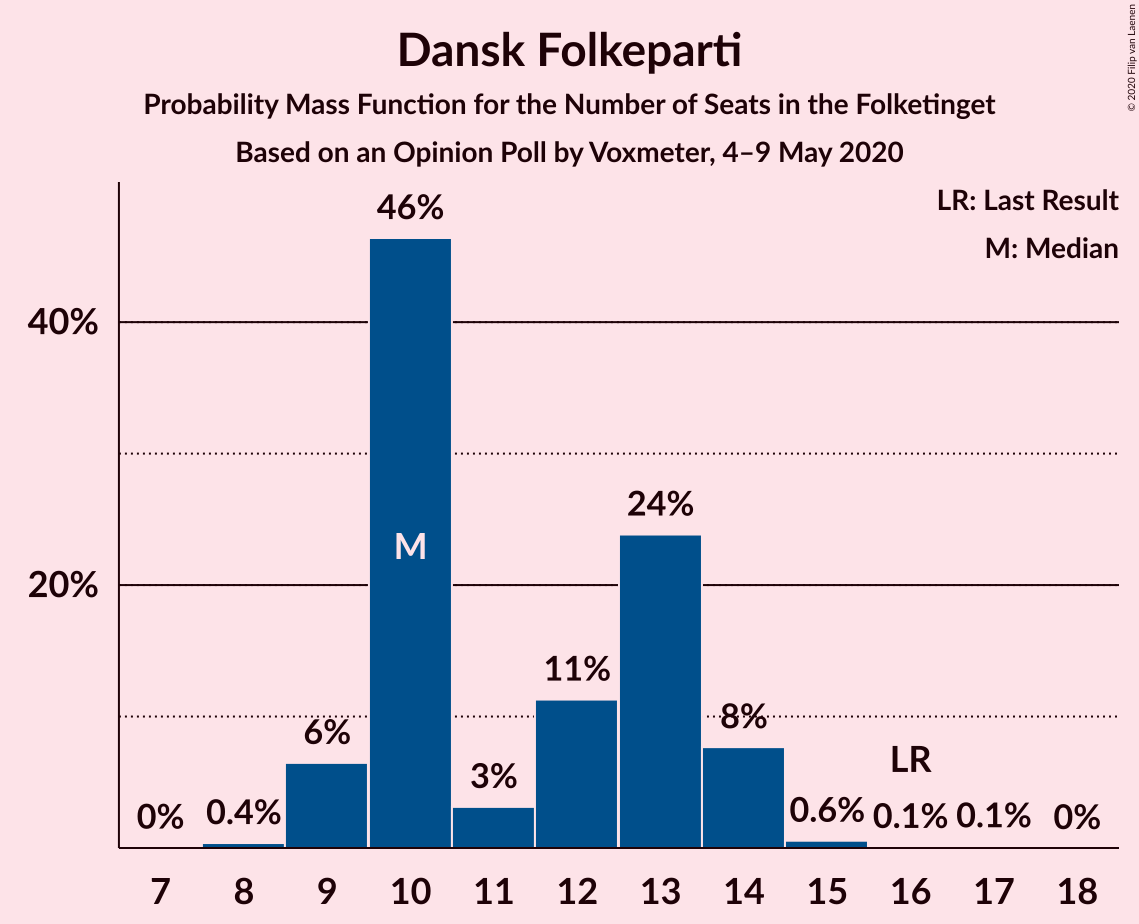 © 2020 Filip van Laenen
Dansk Folkeparti
Probability Mass Function for the Number of Seats in the Folketinget
Based on an Opinion Poll by Voxmeter, 4–9 May 2020
LR: Last Result
M: Median
46%
40%
24%
M
20%
11%
8%
6%
LR
3%
0%
0.4%
0.6%
0.1%
0.1%
0%
7 8 9 10 11 12 13 14 15 16 17 18